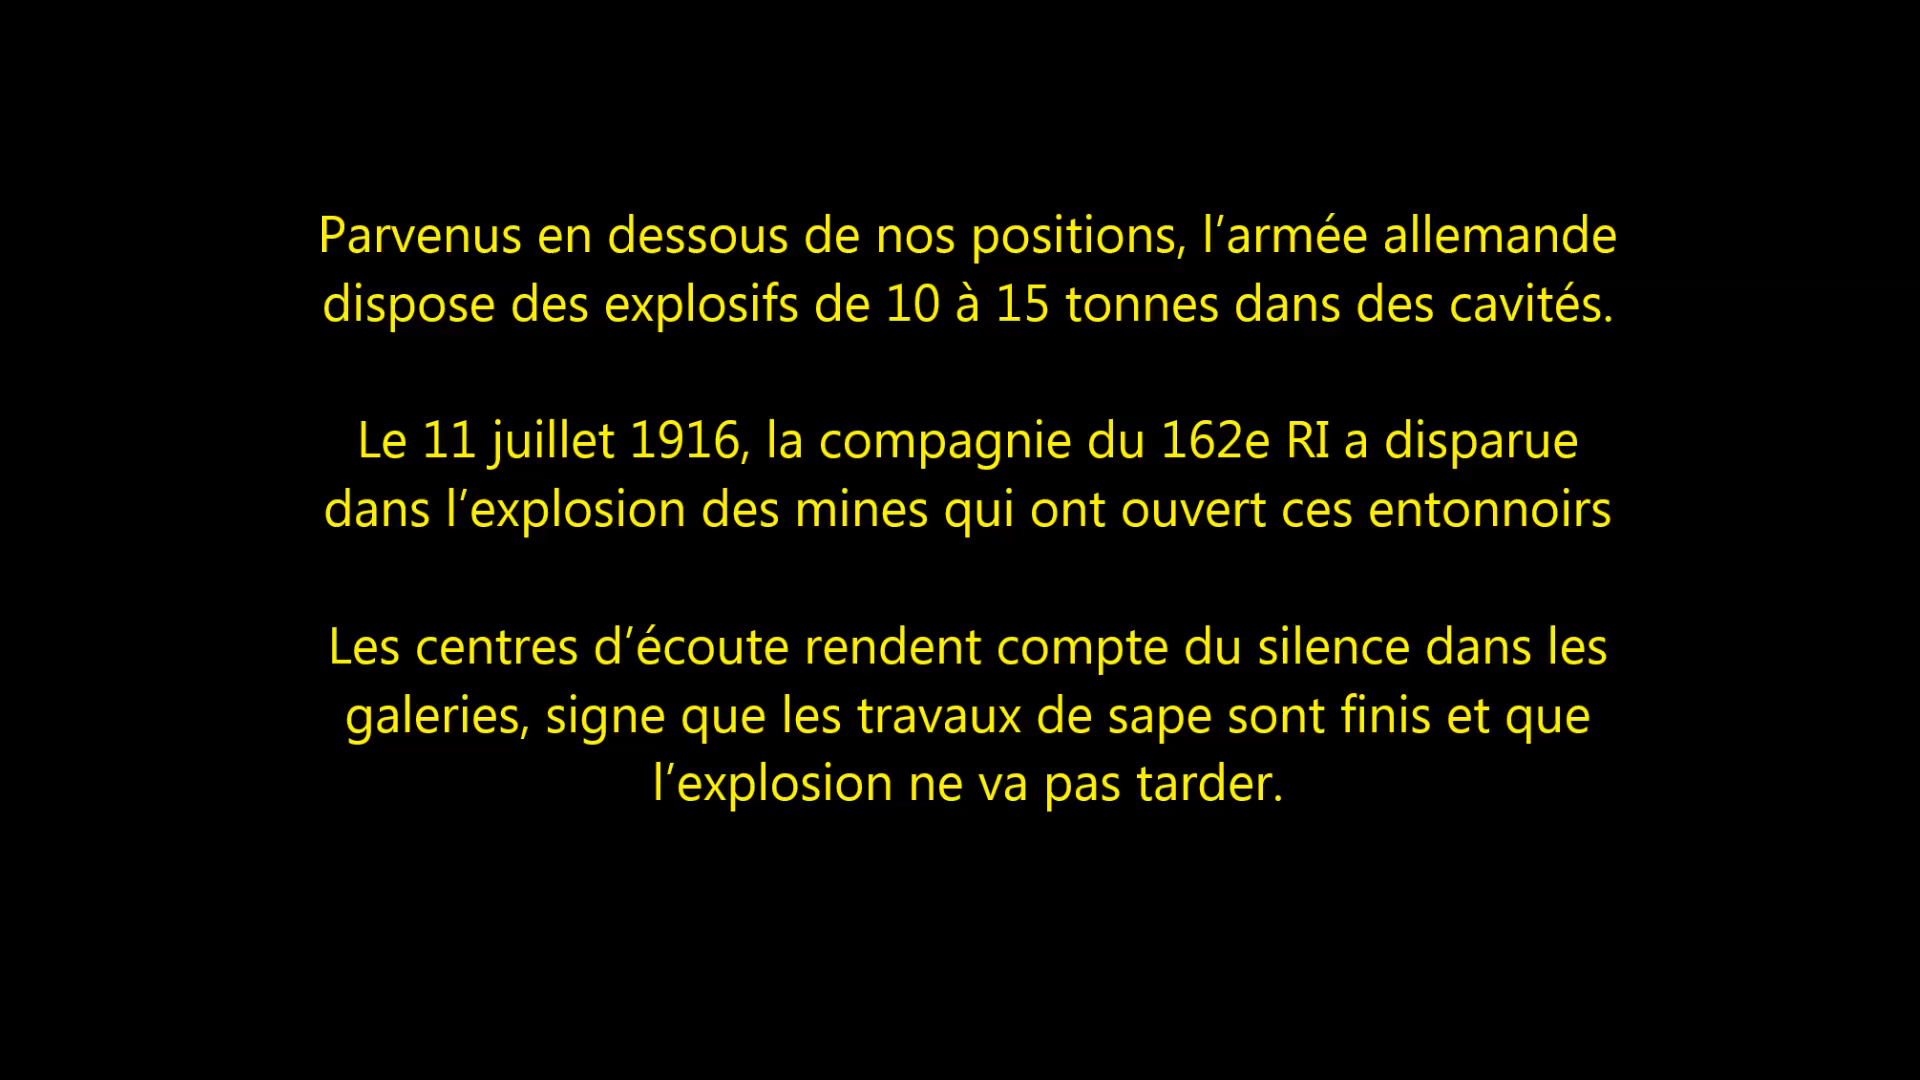 Parvenus en dessous de nos positions, l’armée allemande
dispose des explosifs de 10 à 15 tonnes dans des cavités.
Le 11 juillet 1916, la compagnie du 162e RI a disparue
dans l’explosion des mines qui ont ouvert ces entonnoirs
Les centres d’écoute rendent compte du silence dans les
galeries, signe que les travaux de sape sont finis et que
l’explosion ne va pas tarder.